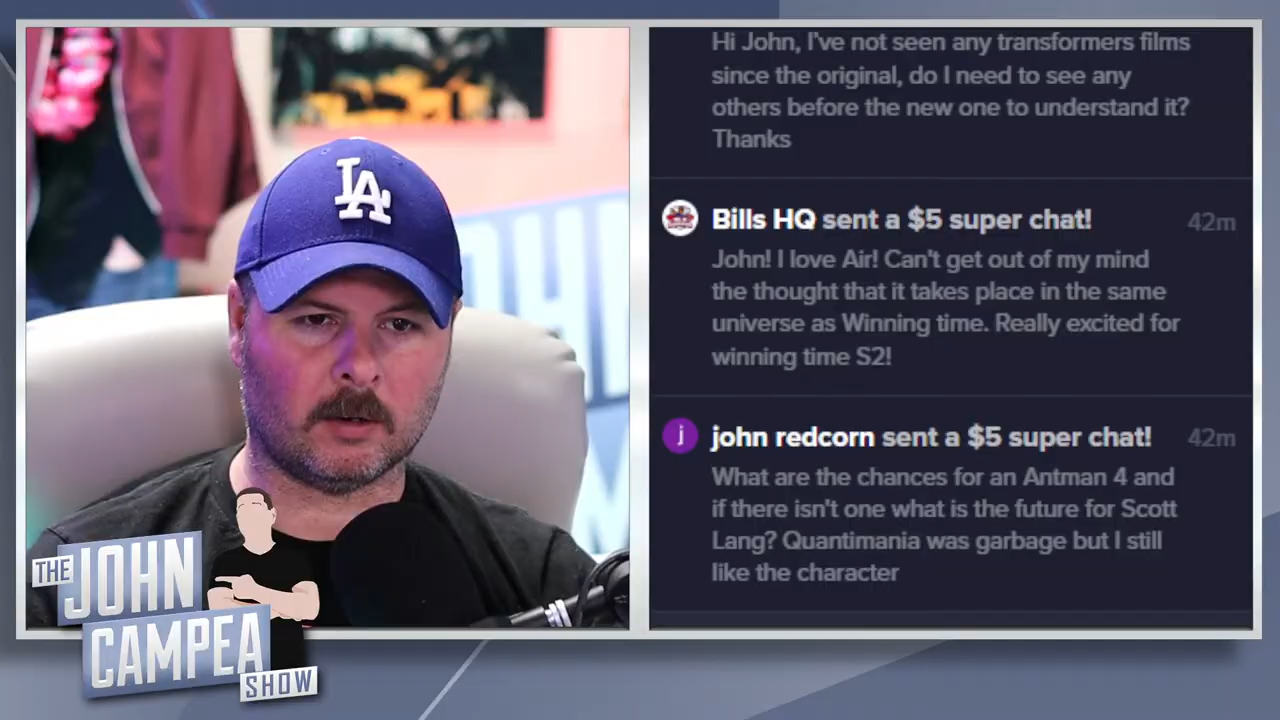 LA
Hi John, I've not seen any transformers films
since the original, do I need to see any
others before the new one to understand it?
Thanks
Bills HQ sent a $5 super chat!
42m
John! I love Air! Can't get out of my mind
the thought that it takes place in the same
universe as Winning time. Really excited for
winning time S2!
j
john redcorn sent a $5 super chat!
42m
What are the chances for an Antman 4 and
if there isn't one what is the future for Scott
Lang? Quantimania was garbage but I still
like the character
THE
JOHN
CAMPEA
SHOW